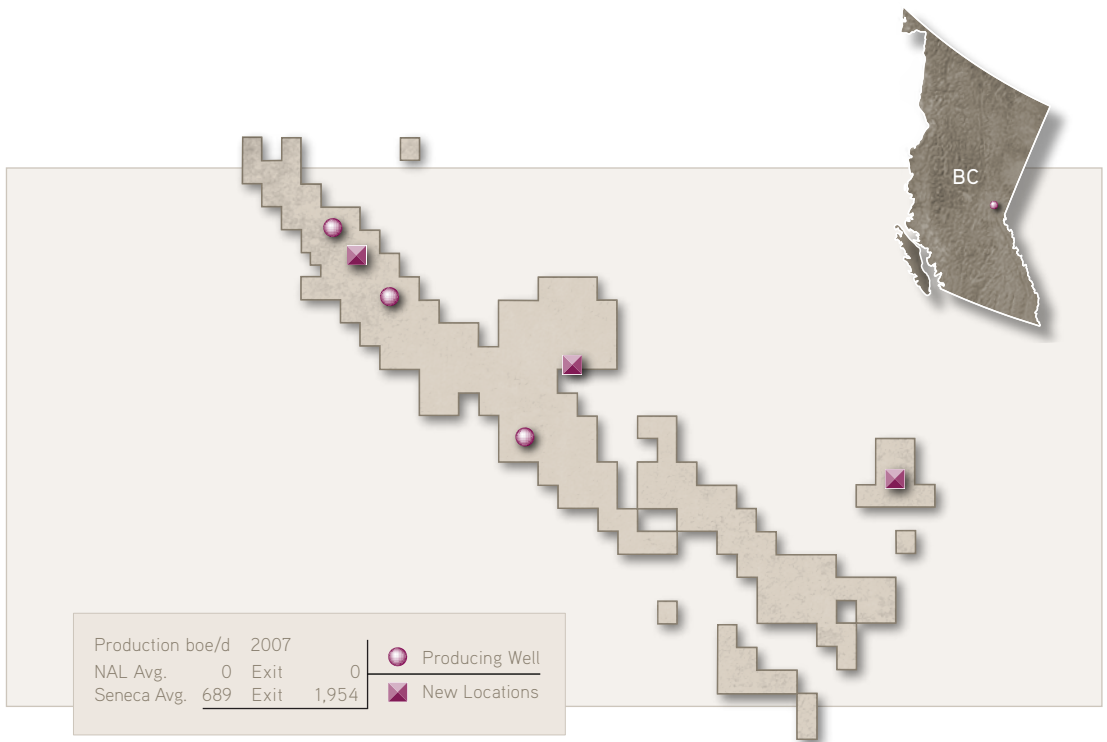 BC
Production boe/d 2007
NAL Avg. 0 Exit 0
Seneca Avg. 689 Exit 1,954
Producing Well
New Locations